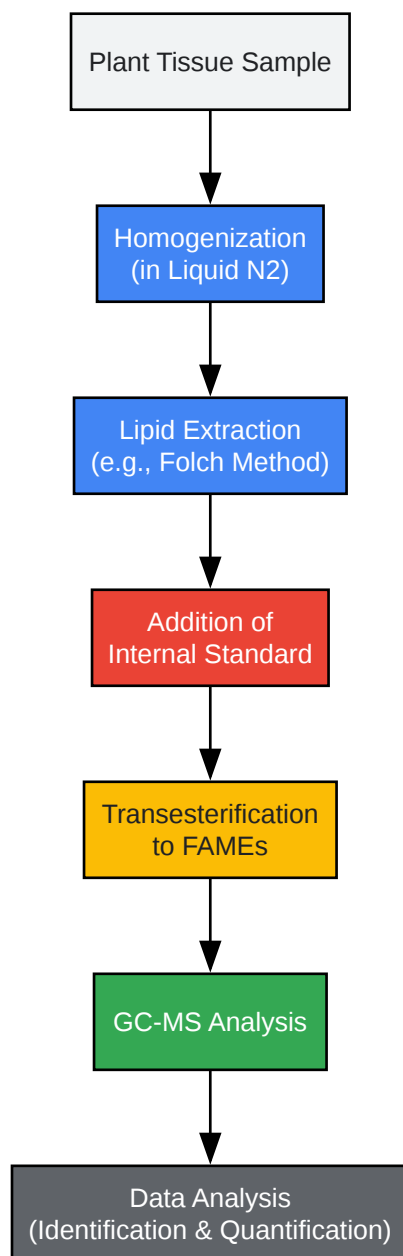 Plant Tissue Sample
Homogenization
(in Liquid N2)
Lipid Extraction
(e.g., Folch Method)
Addition of
Internal Standard
Transesterification
to FAMEs
GC-MS Analysis
Data Analysis
(Identification & Quantification)